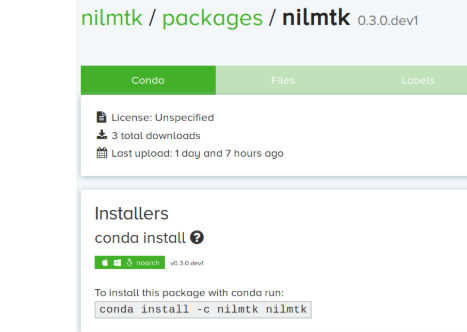 nilmtk / packages / nilmtk 0.3.0.dev1
Conda Files Labels
License: Unspecified
3 total downloads
Last upload: 1 day and 7 hours ago
Installers
conda install ?
noarch v0.3.0.dev1
To install this package with conda run:
conda install -c nilmtk nilmtk